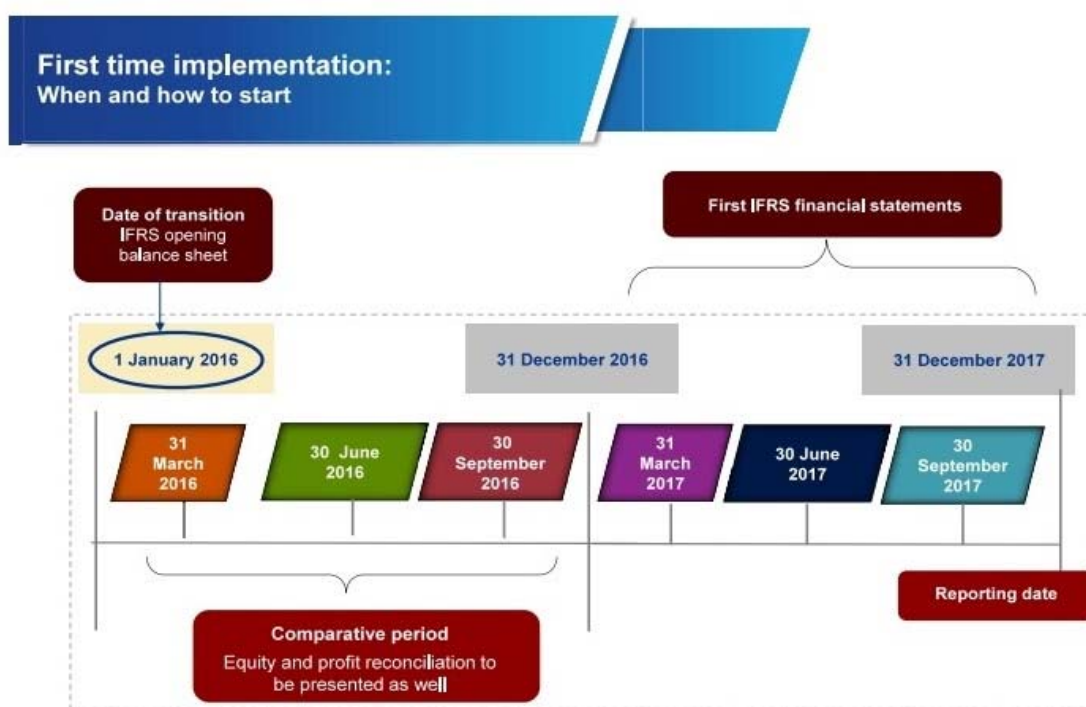 First time implementation:
When and how to start
Date of transition
IFRS opening
balance sheet
First IFRS financial statements
1 January 2016
31 December 2016
31 December 2017
31
March
2016
30 June
2016
30
September
2016
31
March
2017
30 June
2017
30
September
2017
Reporting date
Comparative period
Equity and profit reconciliation to
be presented as well